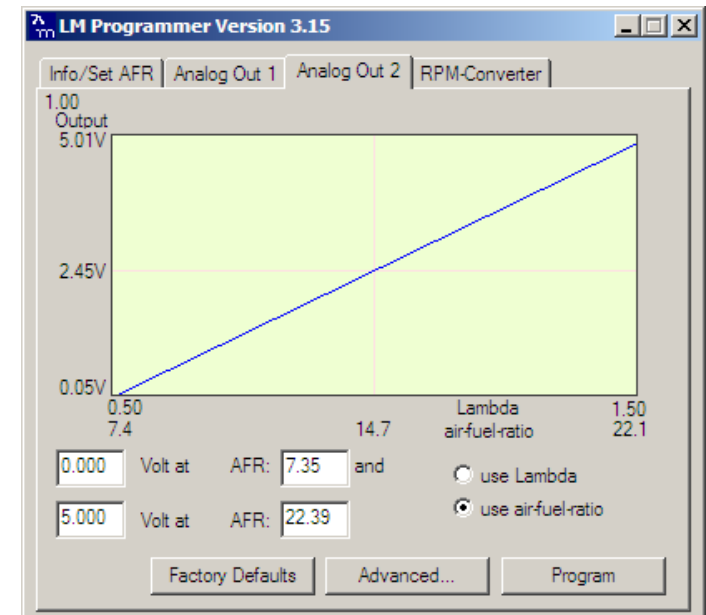 LM Programmer Version 3.15
Info/Set AFR Analog Out 1 Analog Out 2 RPM-Converter
1.00
Output
5.01V
2.45V
0.05V
0.50 Lambda 1.50
7.4 14.7 air-fuel-ratio 22.1
0.000 Volt at AFR: 7.35 and
use Lambda
5.000 Volt at AFR: 22.39
use air-fuel-ratio
Factory Defaults Advanced... Program